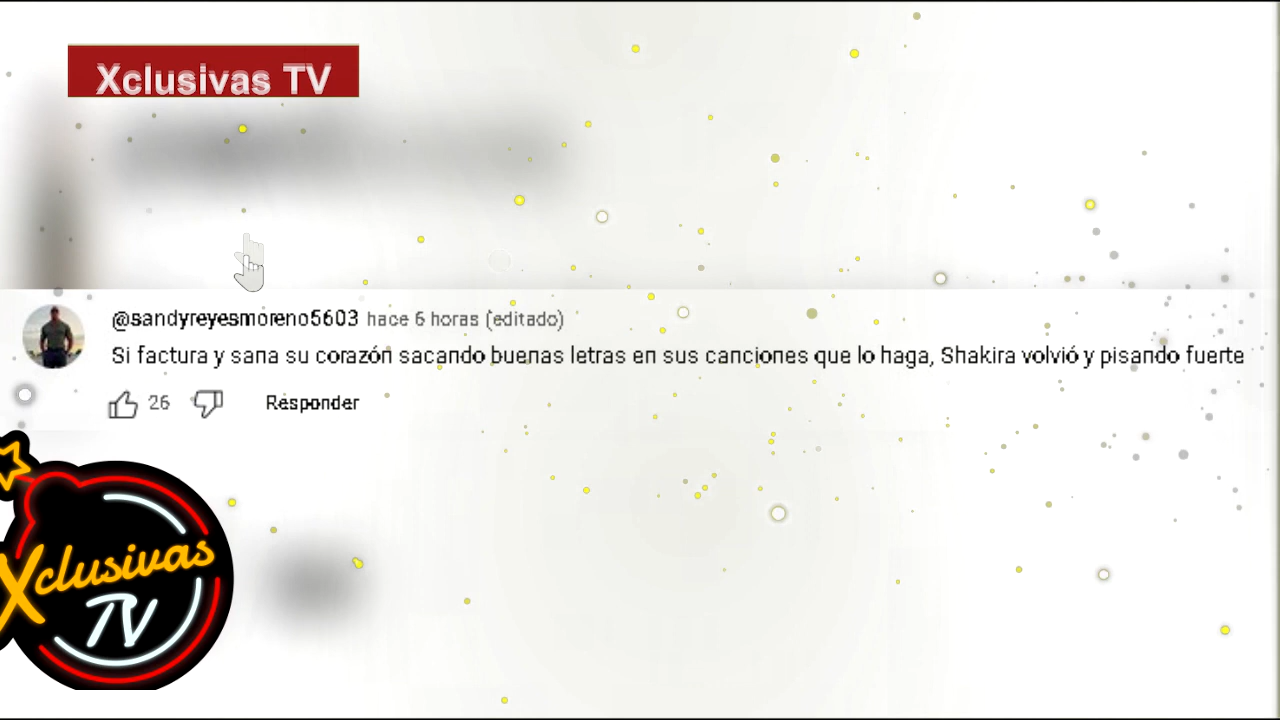 Xclusivas TV
@sandyreyesmoreno5603 hace 6 horas (editado)
Si factura y sana su corazón sacando buenas letras en sus canciones que lo haga, Shakira volvió y pisando fuerte
26 Responder
Xclusivas
TV